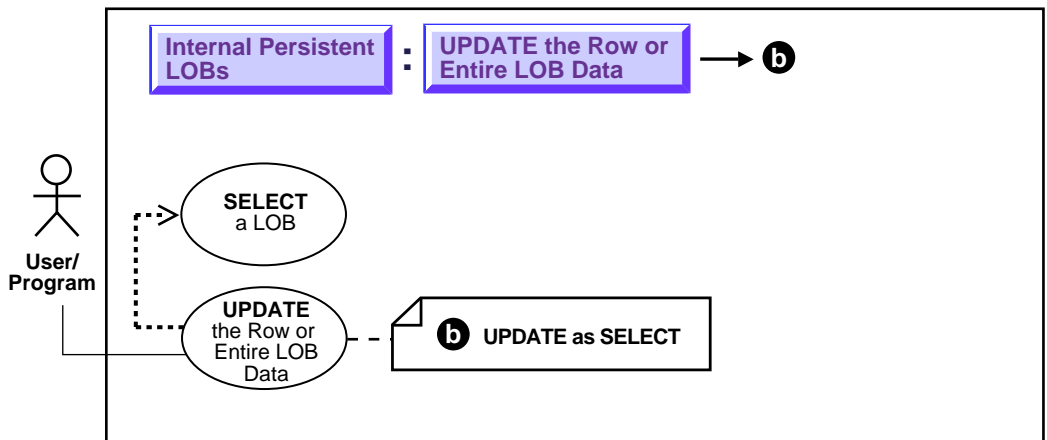 Internal Persistent
LOBs
:
UPDATE the Row or
Entire LOB Data
b
SELECT
a LOB
User/
Program
UPDATE
the Row or
Entire LOB
Data
b UPDATE as SELECT